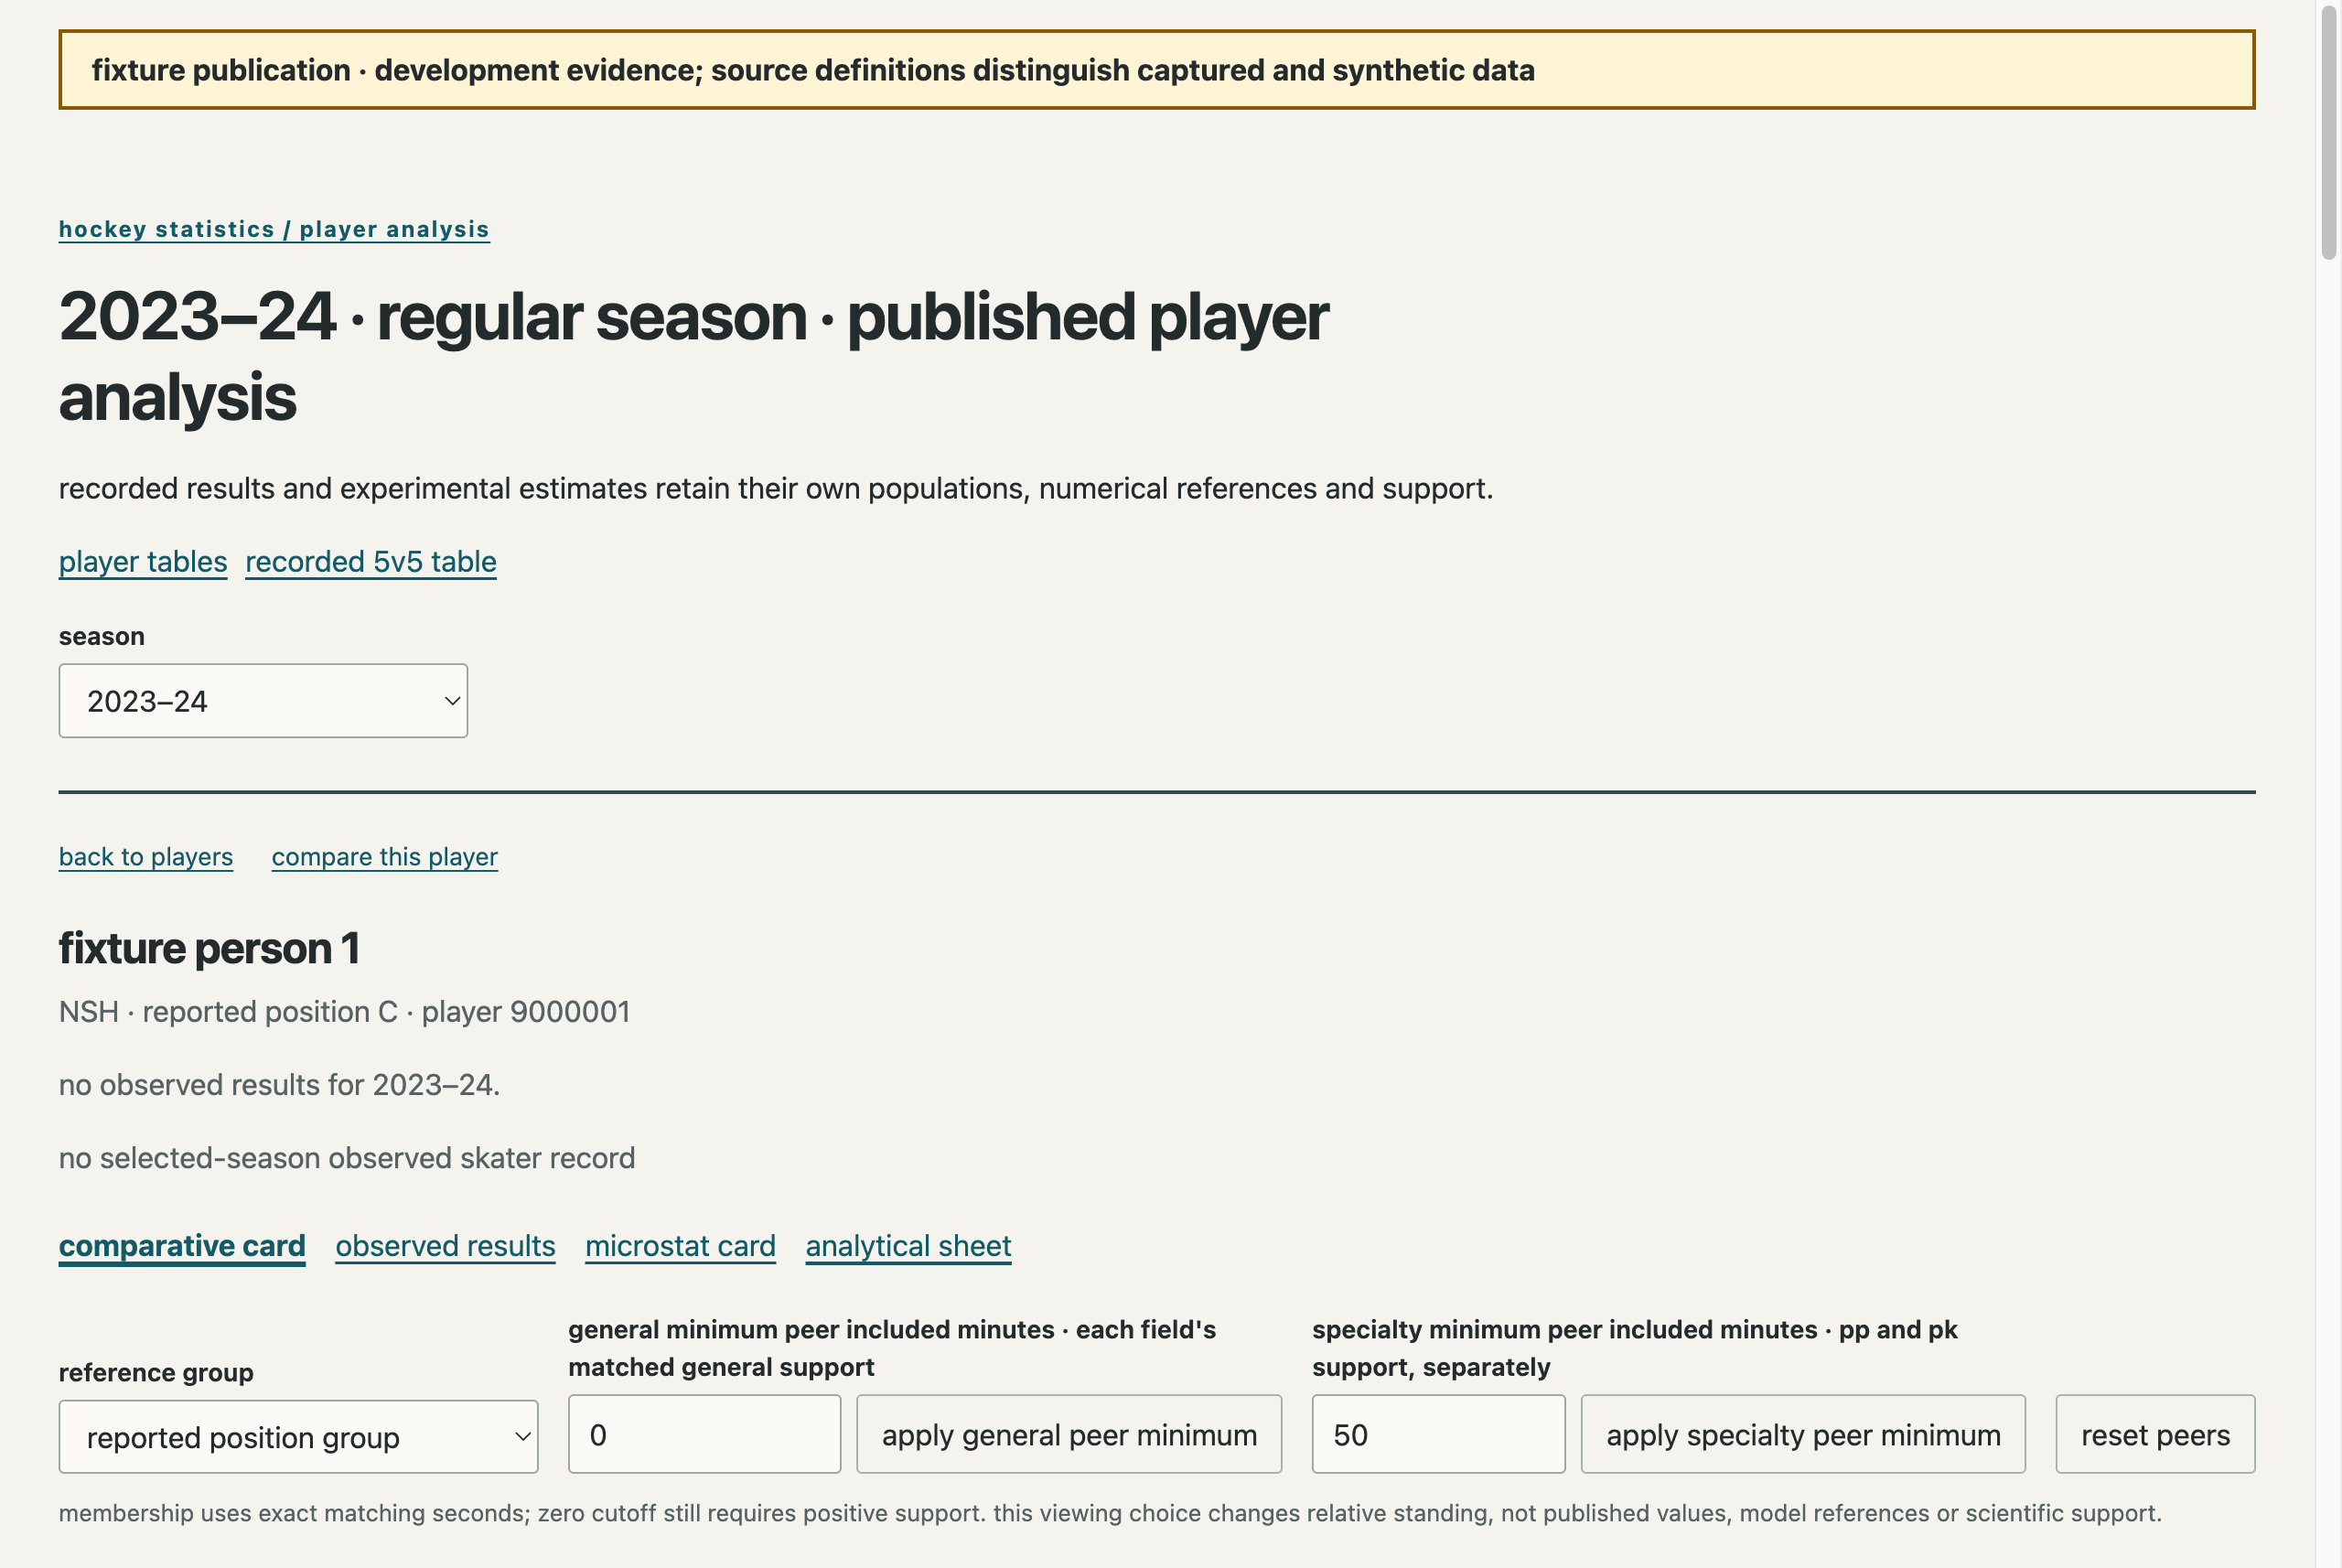 fixture publication · development evidence; source definitions distinguish captured and synthetic data
hockey statistics / player analysis
2023–24 · regular season · published player
analysis
recorded results and experimental estimates retain their own populations, numerical references and support.
player tables recorded 5v5 table
season
2023–24
back to players compare this player
fixture person 1
NSH · reported position C · player 9000001
no observed results for 2023–24.
no selected-season observed skater record
comparative card observed results microstat card analytical sheet
reference group
reported position group
general minimum peer included minutes · each field's
matched general support
0 apply general peer minimum
specialty minimum peer included minutes · pp and pk
support, separately
50 apply specialty peer minimum
reset peers
membership uses exact matching seconds; zero cutoff still requires positive support. this viewing choice changes relative standing, not published values, model references or scientific support.